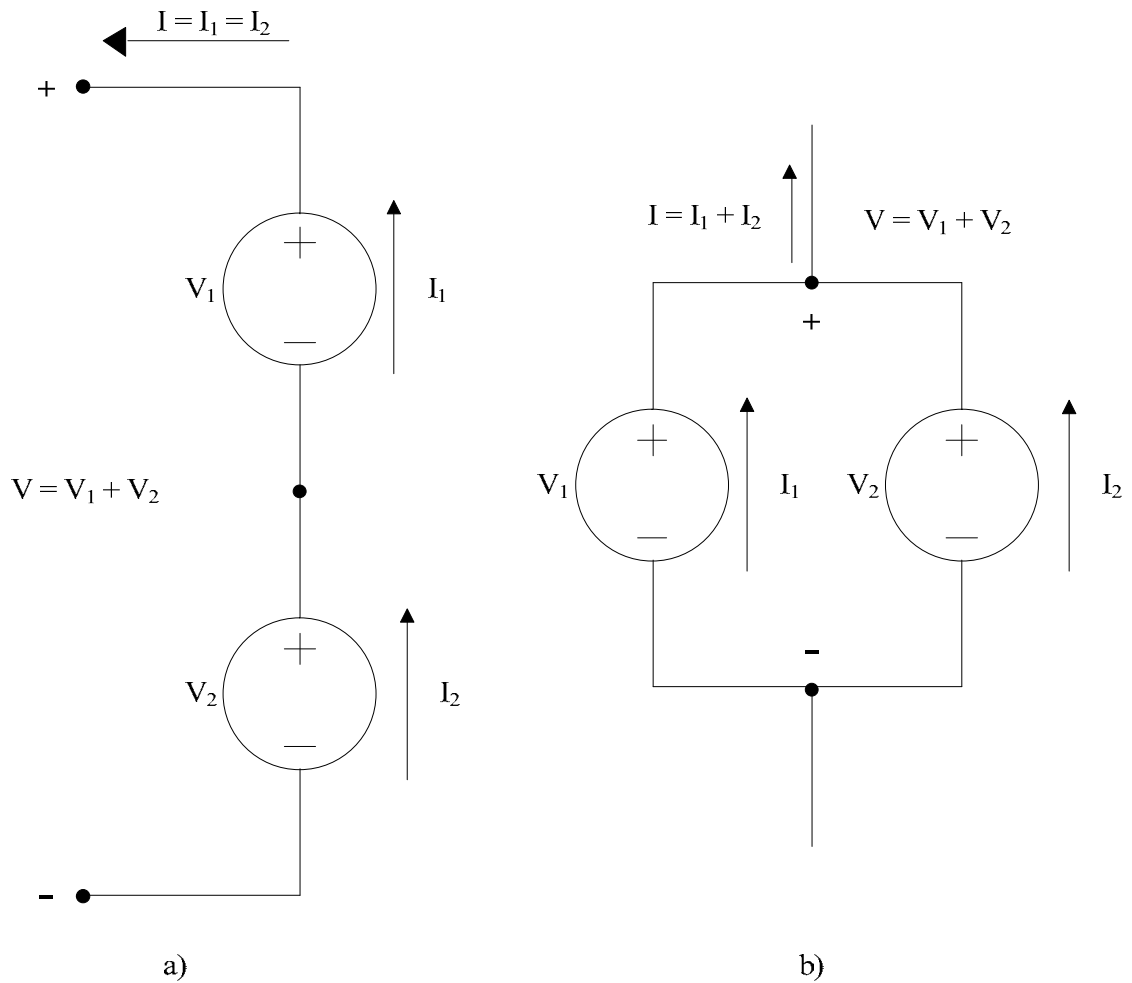 I = I₁ = I₂
+
+
V₁
I₁
−
V = V₁ + V₂
+
V₂
I₂
−
-
a)
I = I₁ + I₂
V = V₁ + V₂
+
+
V₁
I₁
−
+
V₂
I₂
−
-
b)